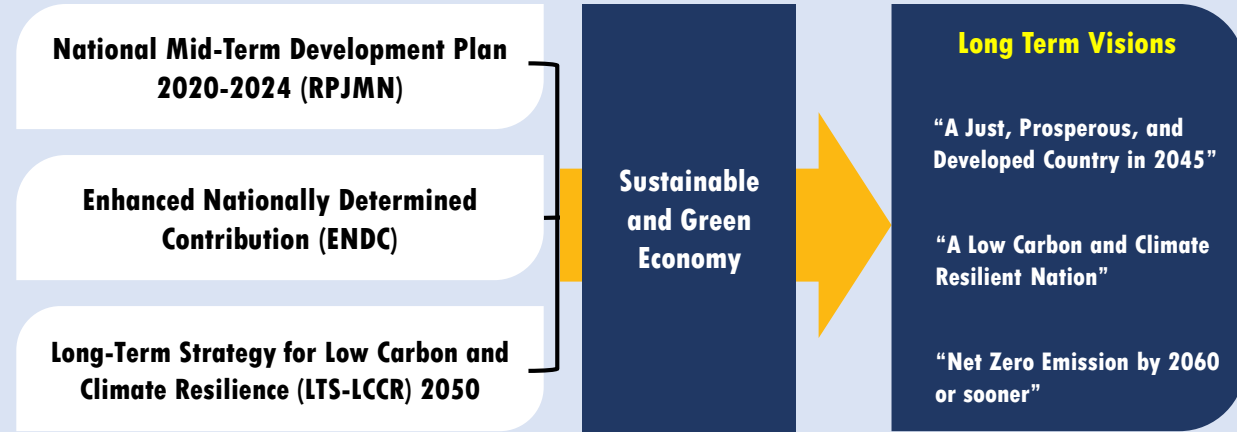 National Mid-Term Development Plan
2020-2024 (RPJMN)
Enhanced Nationally Determined
Contribution (ENDC)
Long-Term Strategy for Low Carbon and
Climate Resilience (LTS-LCCR) 2050
Sustainable
and Green
Economy
Long Term Visions
“A Just, Prosperous, and
Developed Country in 2045”
“A Low Carbon and Climate
Resilient Nation”
“Net Zero Emission by 2060
or sooner”